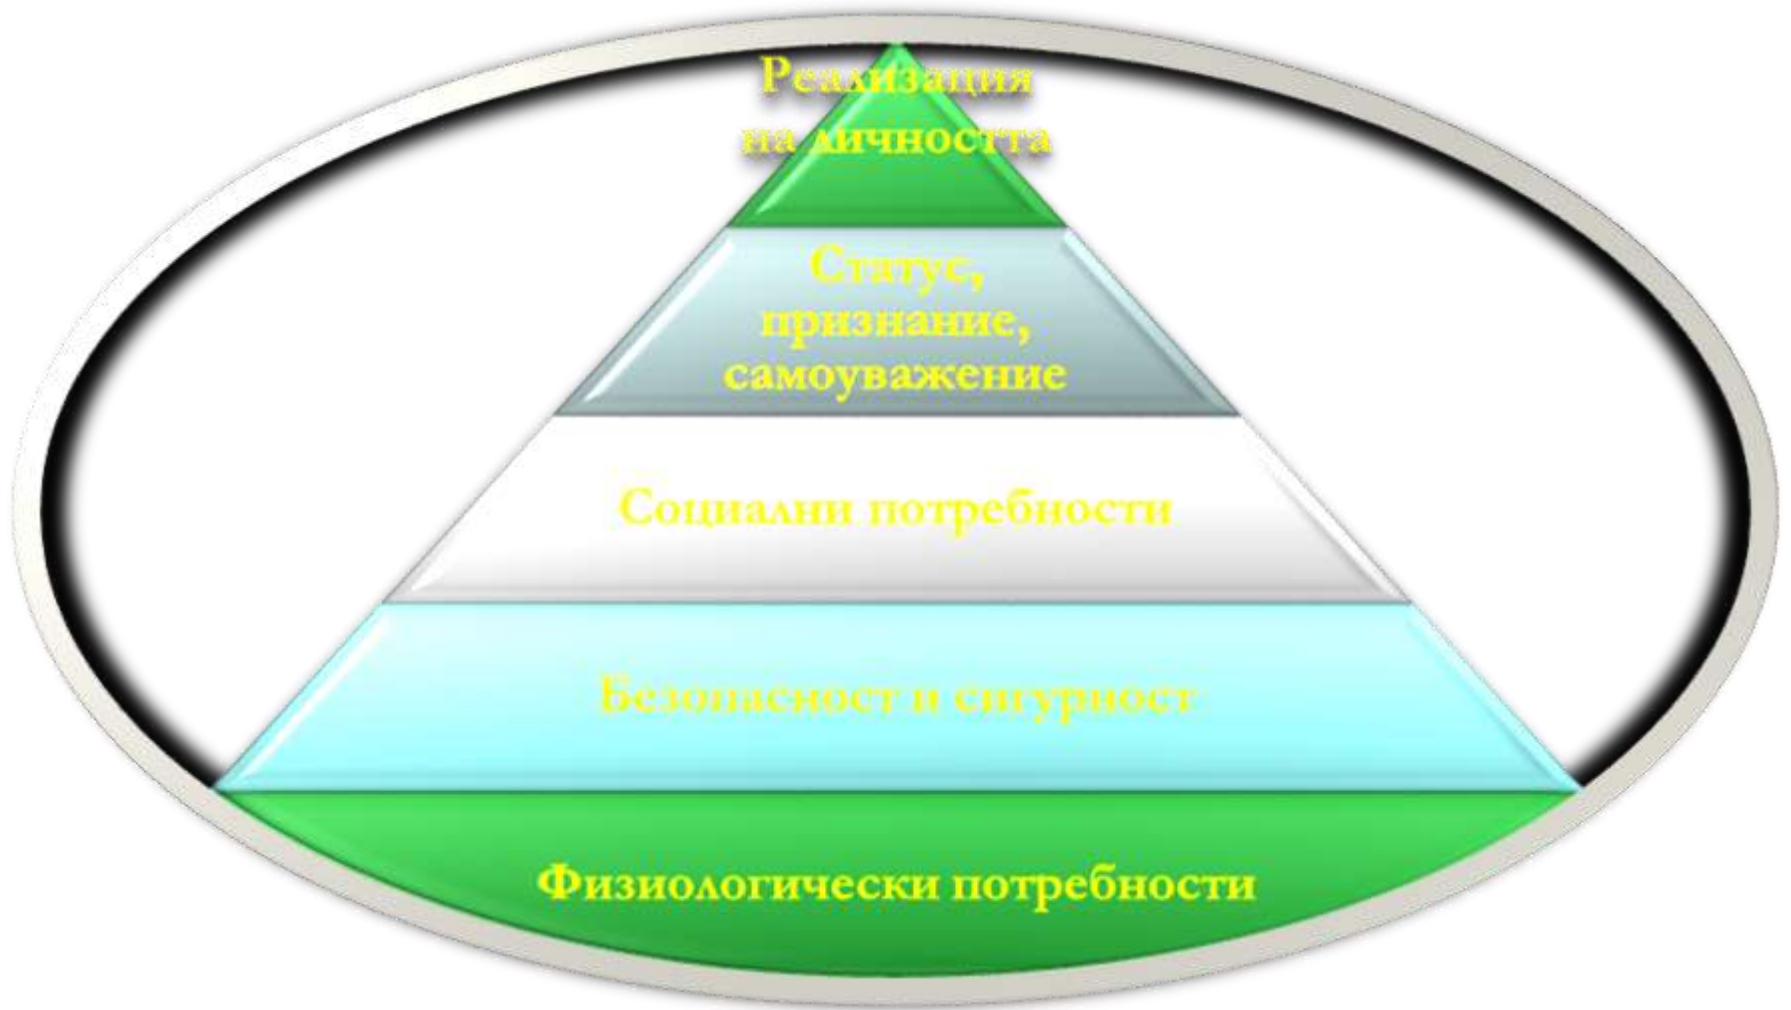 Реализация
на личността
Статус,
признание,
самоуважение
Социални потребности
Безопасност и сигурност
Физиологически потребности